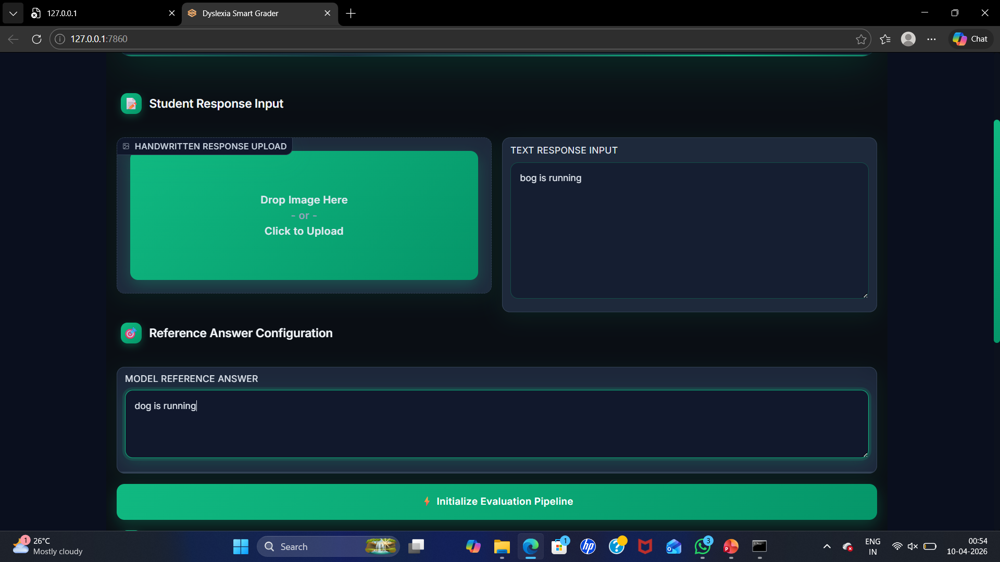 127.0.0.1
Dyslexia Smart Grader
127.0.0.1:7860
Chat
Student Response Input
HANDWRITTEN RESPONSE UPLOAD
Drop Image Here
- or -
Click to Upload
TEXT RESPONSE INPUT
bog is running
Reference Answer Configuration
MODEL REFERENCE ANSWER
dog is running
Initialize Evaluation Pipeline
1
26°C
Mostly cloudy
Search
1
3
ENG
IN
00:54
10-04-2026